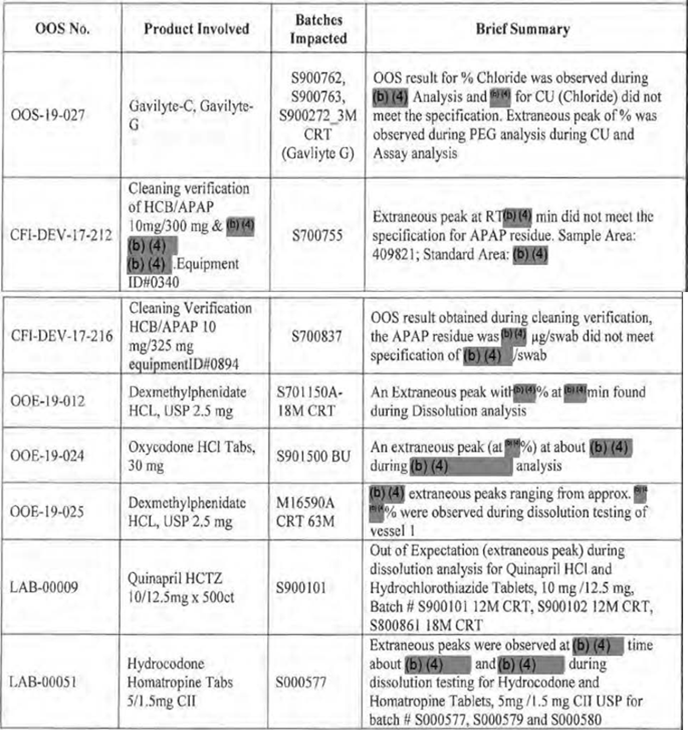 OOS No.
Product Involved
Batches
Impacted
Brief Summary
OOS-19-027
Gavilyte-C, Gavilyte-
G
S900762,
S900763,
S900272_3M
CRT
(Gavliyte G)
OOS result for % Chloride was observed during
(b) (4) Analysis and (b) (4) for CU (Chloride) did not
meet the specification. Extraneous peak of % was
observed during PEG analysis during CU and
Assay analysis
CFI-DEV-17-212
Cleaning verification
of HCB/APAP
10mg/300 mg & (b) (4)
(b) (4)
(b) (4) .Equipment
ID#0340
S700755
Extraneous peak at RT(b) (4) min did not meet the
specification for APAP residue. Sample Area:
409821; Standard Area: (b) (4)
CFI-DEV-17-216
Cleaning Verification
HCB/APAP 10
mg/325 mg
equipmentID#0894
S700837
OOS result obtained during cleaning verification,
the APAP residue was (b) (4) µg/swab did not meet
specification of (b) (4) /swab
OOE-19-012
Dexmethylphenidate
HCL, USP 2.5 mg
S701150A-
18M CRT
An Extraneous peak with (b) (4) % at (b) (4) min found
during Dissolution analysis
OOE-19-024
Oxycodone HCl Tabs,
30 mg
S901500 BU
An extraneous peak (at (b) (4) %) at about (b) (4)
during (b) (4) analysis
OOE-19-025
Dexmethylphenidate
HCL, USP 2.5 mg
M16590A
CRT 63M
(b) (4) extraneous peaks ranging from approx. (b) (4)
(b) (4) % were observed during dissolution testing of
vessel 1
LAB-00009
Quinapril HCTZ
10/12.5mg x 500ct
S900101
Out of Expectation (extraneous peak) during
dissolution analysis for Quinapril HCl and
Hydrochlorothiazide Tablets, 10 mg /12.5 mg,
Batch # S900101 12M CRT, S900102 12M CRT,
S800861 18M CRT
LAB-00051
Hydrocodone
Homatropine Tabs
5/1.5mg CII
S000577
Extraneous peaks were observed at (b) (4) time
about (b) (4) and (b) (4) during
dissolution testing for Hydrocodone and
Homatropine Tablets, 5mg /1.5 mg CII USP for
batch # S000577, S000579 and S000580